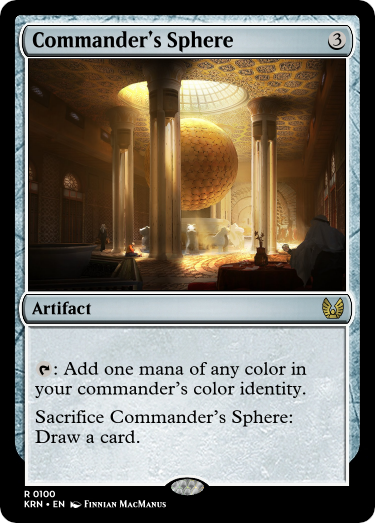 Commander's Sphere 3
Artifact
: Add one mana of any color in
your commander's color identity.
Sacrifice Commander's Sphere:
Draw a card.
R 0100
KRN • EN Finnian MacManus